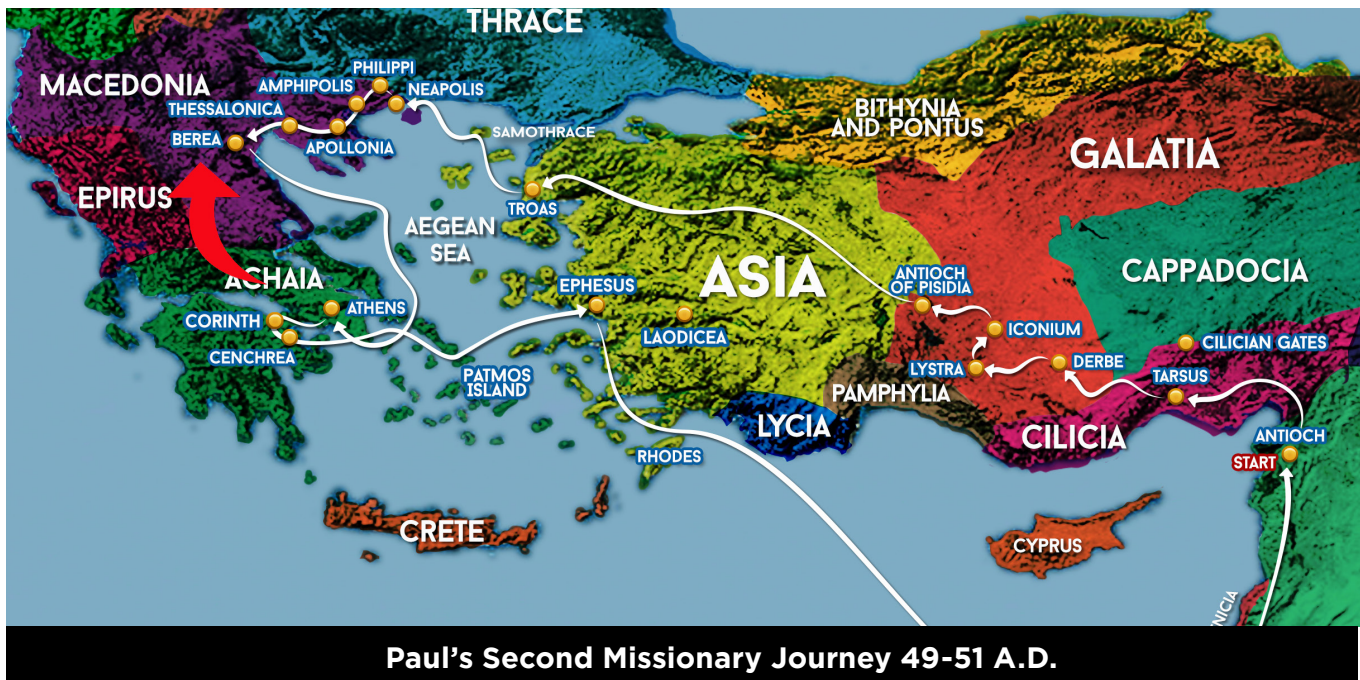 THRACE
MACEDONIA
PHILIPPI
AMPHIPOLIS
NEAPOLIS
THESSALONICA
BEREA
APOLLONIA
SAMOTHRACE
BITHYNIA
AND PONTUS
GALATIA
EPIRUS
TROAS
AEGEAN
SEA
ASIA
CAPPADOCIA
ACHAIA
ATHENS
CORINTH
CENCHREA
EPHESUS
LAODICEA
ANTIOCH
OF PISIDIA
ICONIUM
LYSTRA
DERBE
CILICIAN GATES
TARSUS
PATMOS
ISLAND
PAMPHYLIA
LYCIA
CILICIA
ANTIOCH
START
RHODES
CRETE
CYPRUS
NICIA
Paul's Second Missionary Journey 49-51 A.D.